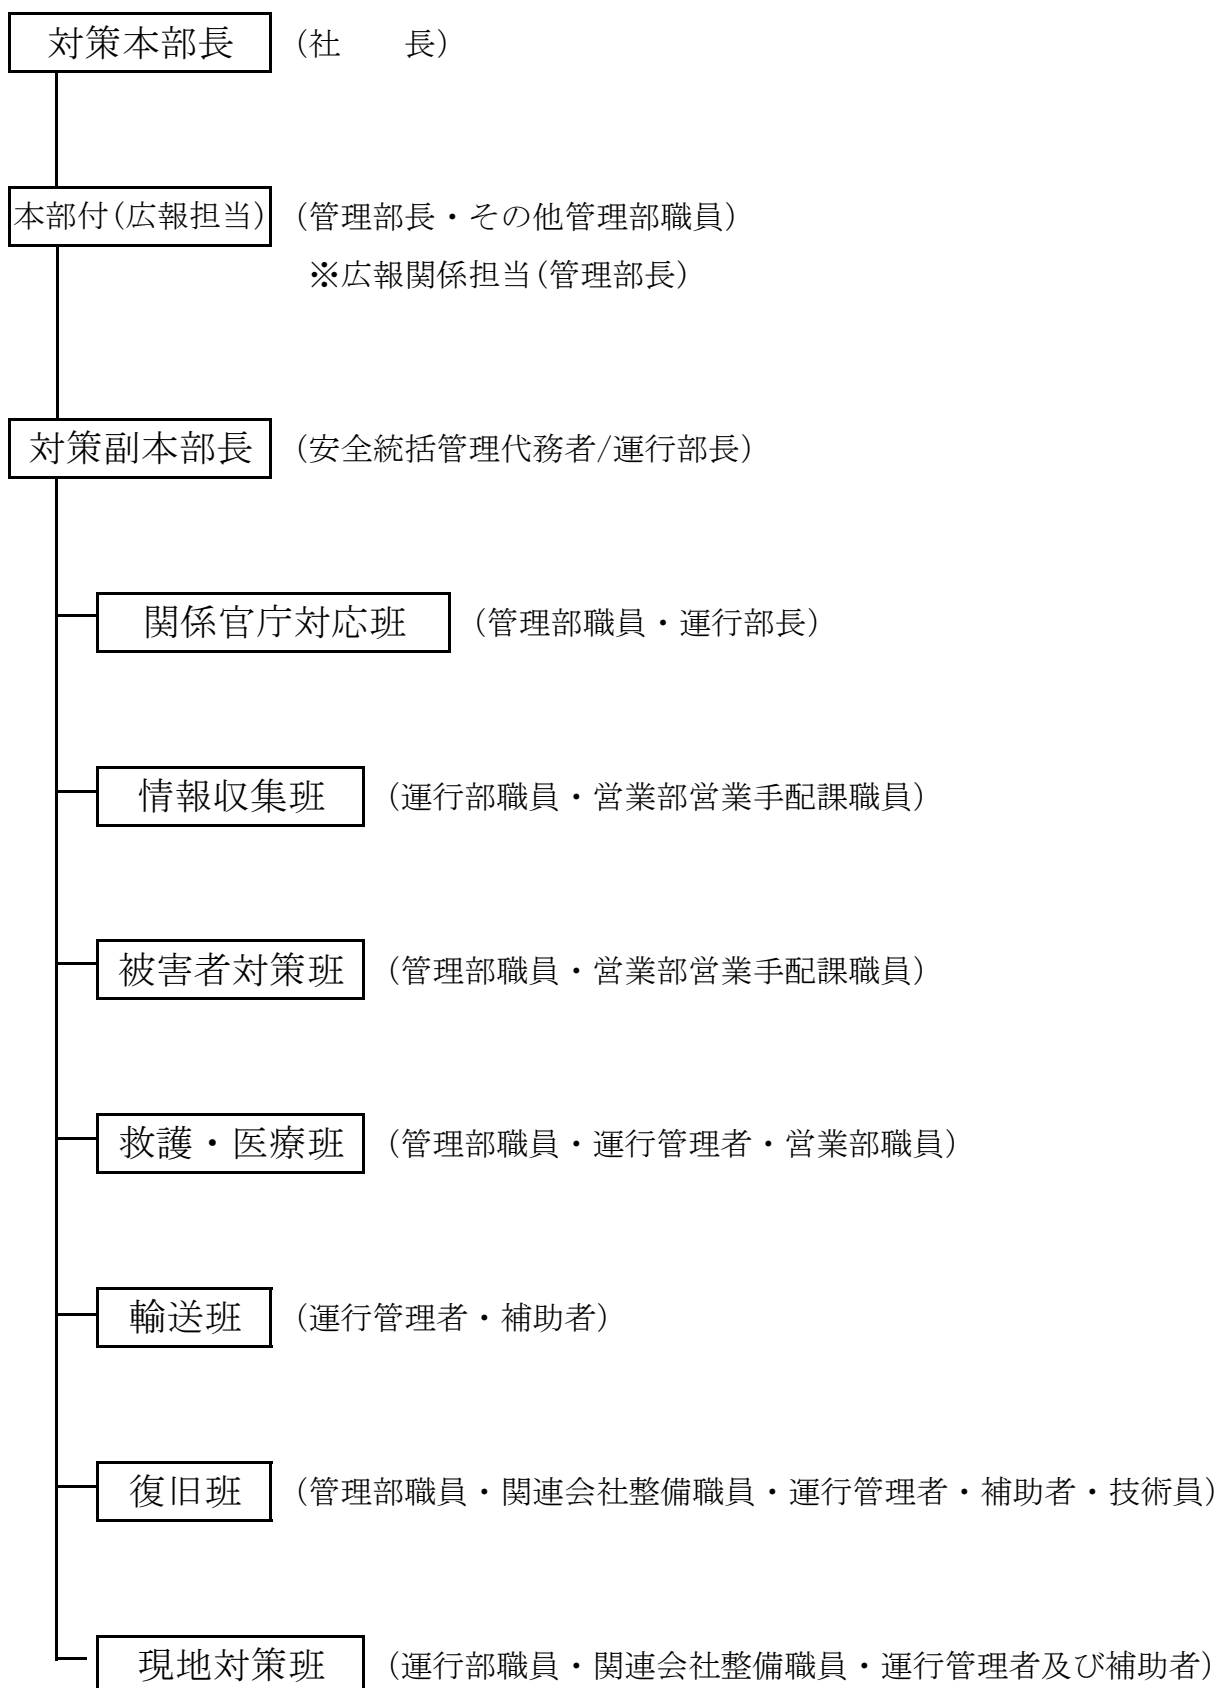 対策本部長 (社　　長)
本部付(広報担当) (管理部長・その他管理部職員)
※広報関係担当(管理部長)
対策副本部長 (安全統括管理代務者/運行部長)
関係官庁対応班 (管理部職員・運行部長)
情報収集班 (運行部職員・営業部営業手配課職員)
被害者対策班 (管理部職員・営業部営業手配課職員)
救護・医療班 (管理部職員・運行管理者・営業部職員)
輸送班 (運行管理者・補助者)
復旧班 (管理部職員・関連会社整備職員・運行管理者・補助者・技術員)
現地対策班 (運行部職員・関連会社整備職員・運行管理者及び補助者)